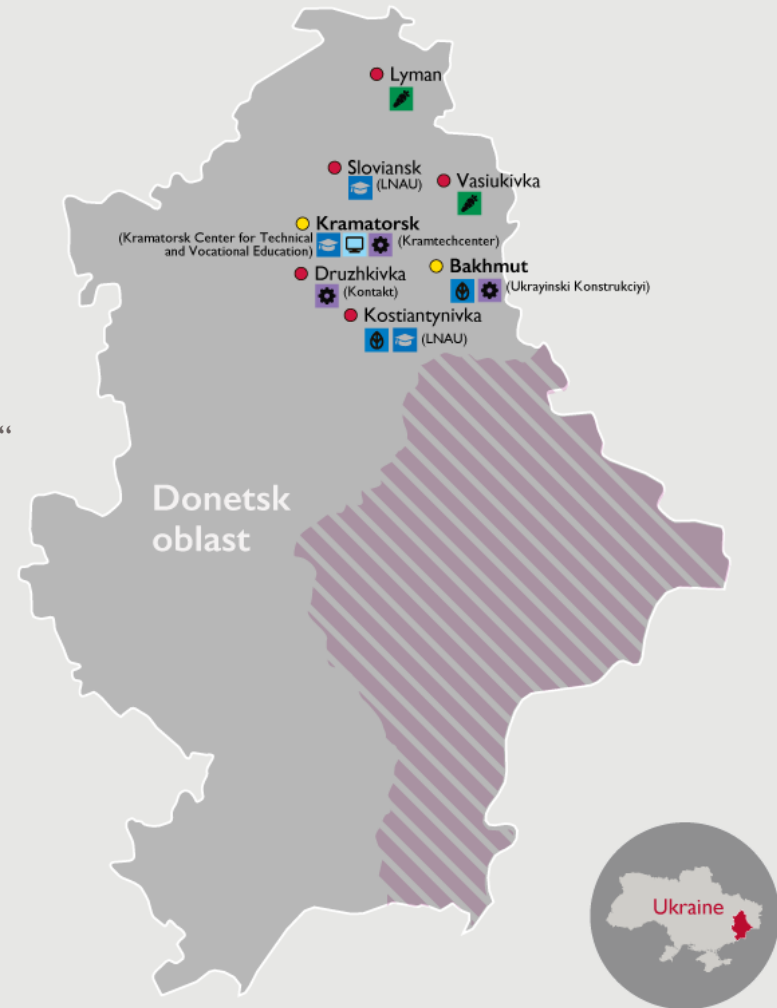 Lyman
Sloviansk
(LNAU)
Vasiukivka
Kramatorsk
(Kramatorsk Center for Technical
and Vocational Education)
(Kramtechcenter)
Druzhkivka
(Kontakt)
Bakhmut
(Ukrayinski Konstrukciyi)
Kostiantynivka
(LNAU)
“
Donetsk
oblast
Ukraine